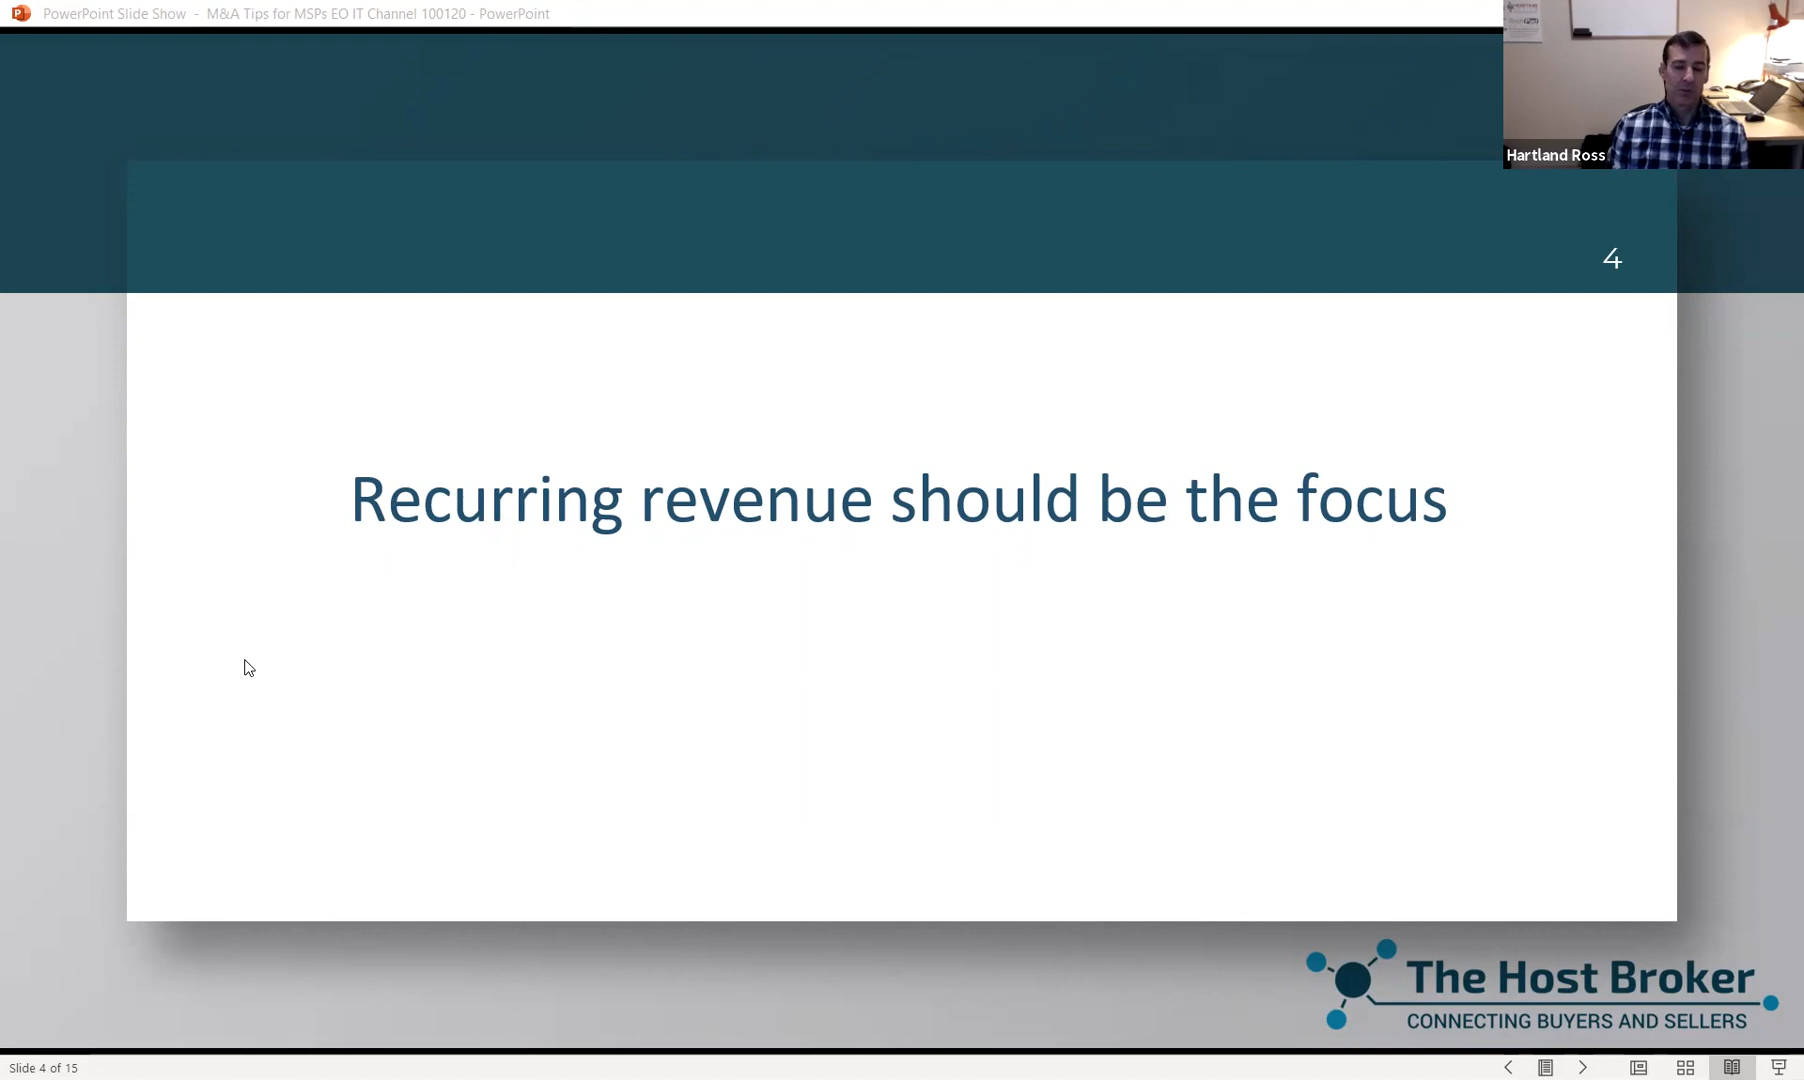 PowerPoint Slide Show - M&A Tips for MSPs EO IT Channel 100120 - PowerPoint
Hartland Ross
4
Recurring revenue should be the focus
The Host Broker
CONNECTING BUYERS AND SELLERS
Slide 4 of 15